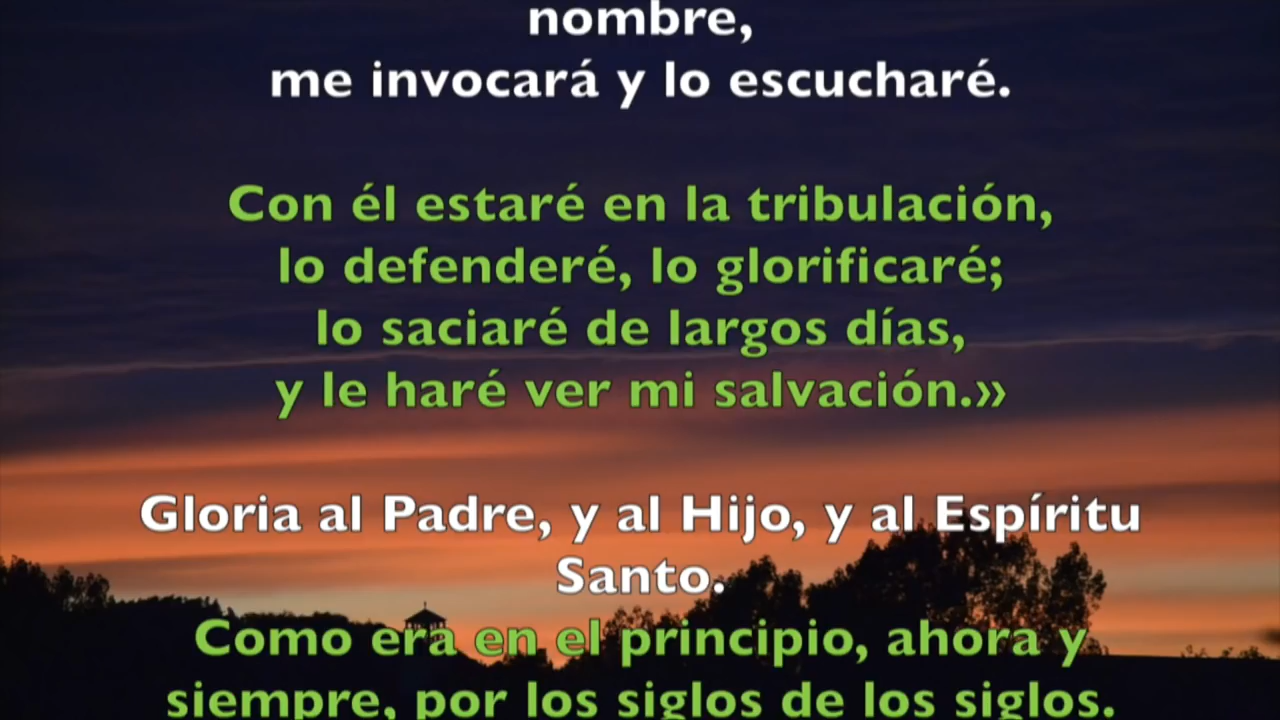 nombre,
me invocará y lo escucharé.
Con él estaré en la tribulación,
lo defenderé, lo glorificaré;
lo saciaré de largos días,
y le haré ver mi salvación.»
Gloria al Padre, y al Hijo, y al Espíritu
Santo.
Como era en el principio, ahora y
siempre, por los siglos de los siglos.